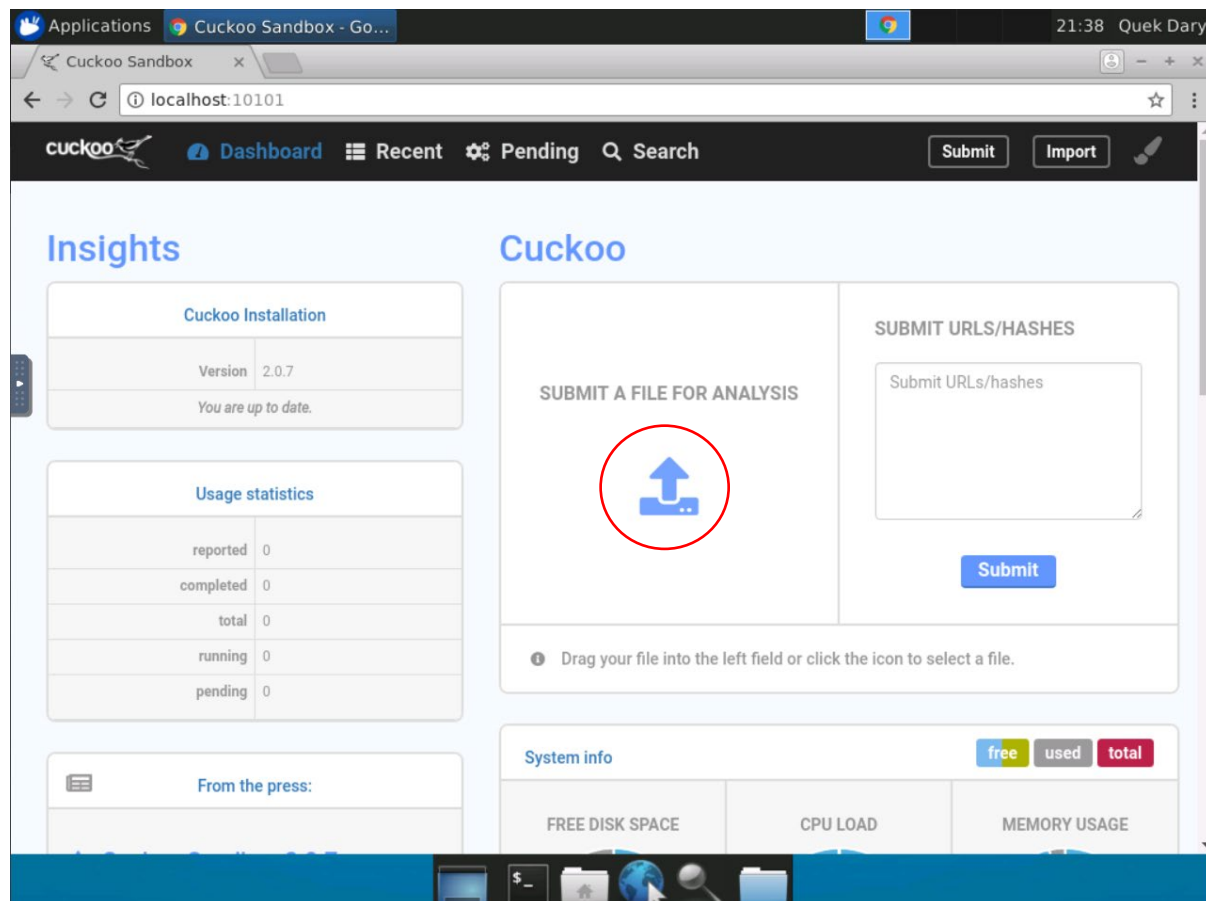 Applications Cuckoo Sandbox - Go... 21:38 Quek Dary
Cuckoo Sandbox
localhost:10101
cuckoo Dashboard Recent Pending Search Submit Import
Insights
Cuckoo Installation
Version 2.0.7
You are up to date.
Usage statistics
reported 0
completed 0
total 0
running 0
pending 0
From the press:
Cuckoo
SUBMIT A FILE FOR ANALYSIS
SUBMIT URLS/HASHES
Submit URLs/hashes
Submit
Drag your file into the left field or click the icon to select a file.
System info free used total
FREE DISK SPACE CPU LOAD MEMORY USAGE
$_